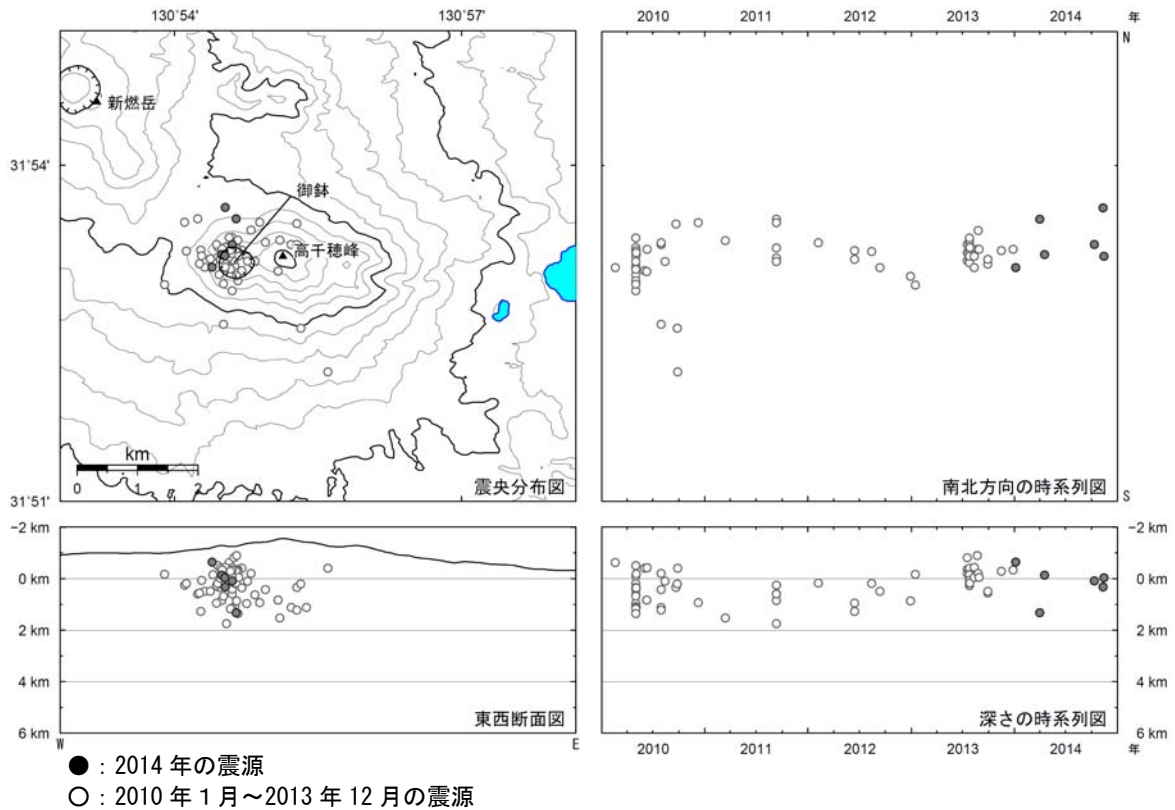 130°54′
130°57′
2010 2011 2012 2013 2014 年
N
新燃岳
31°54′
御鉢
高千穂峰
km
0 1 2
31°51′
震央分布図
南北方向の時系列図
S
-2 km
0 km
2 km
4 km
6 km
東西断面図
W
E
-2 km
0 km
2 km
4 km
6 km
深さの時系列図
2010 2011 2012 2013 2014 年
●：2014 年の震源
○：2010 年１月～2013 年 12 月の震源